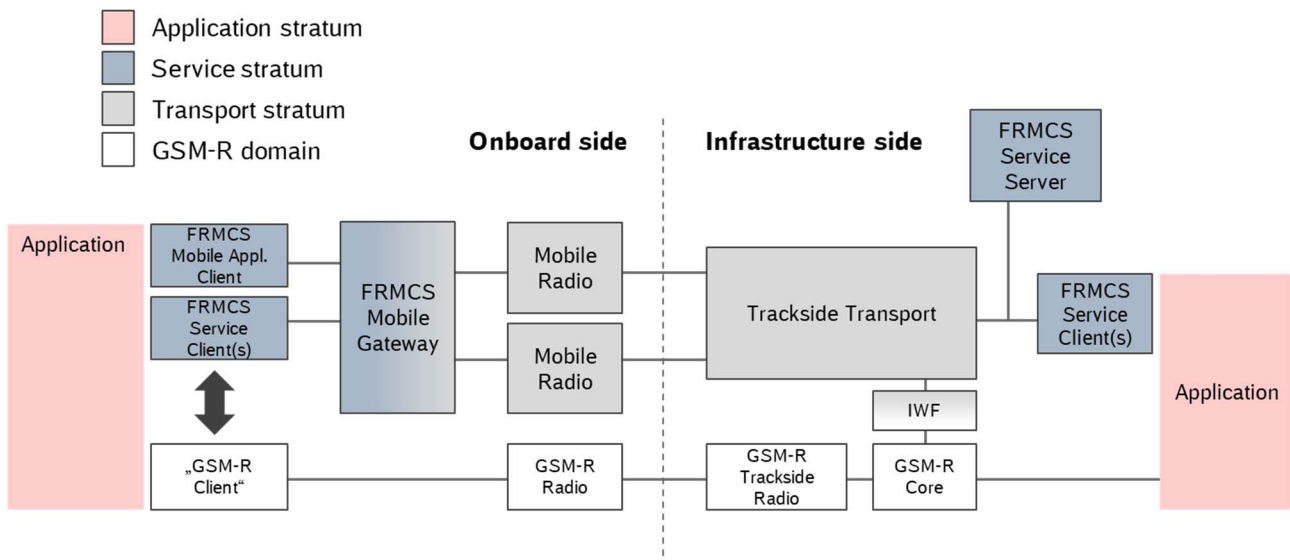 Application stratum
Service stratum
Transport stratum
GSM-R domain
Onboard side
Infrastructure side
FRMCS
Service
Server
Application
FRMCS
Mobile Appl.
Client
FRMCS
Service
Client(s)
FRMCS
Mobile
Gateway
Mobile
Radio
Mobile
Radio
Trackside Transport
FRMCS
Service
Client(s)
Application
IWF
„GSM-R
Client“
GSM-R
Radio
GSM-R
Trackside
Radio
GSM-R
Core